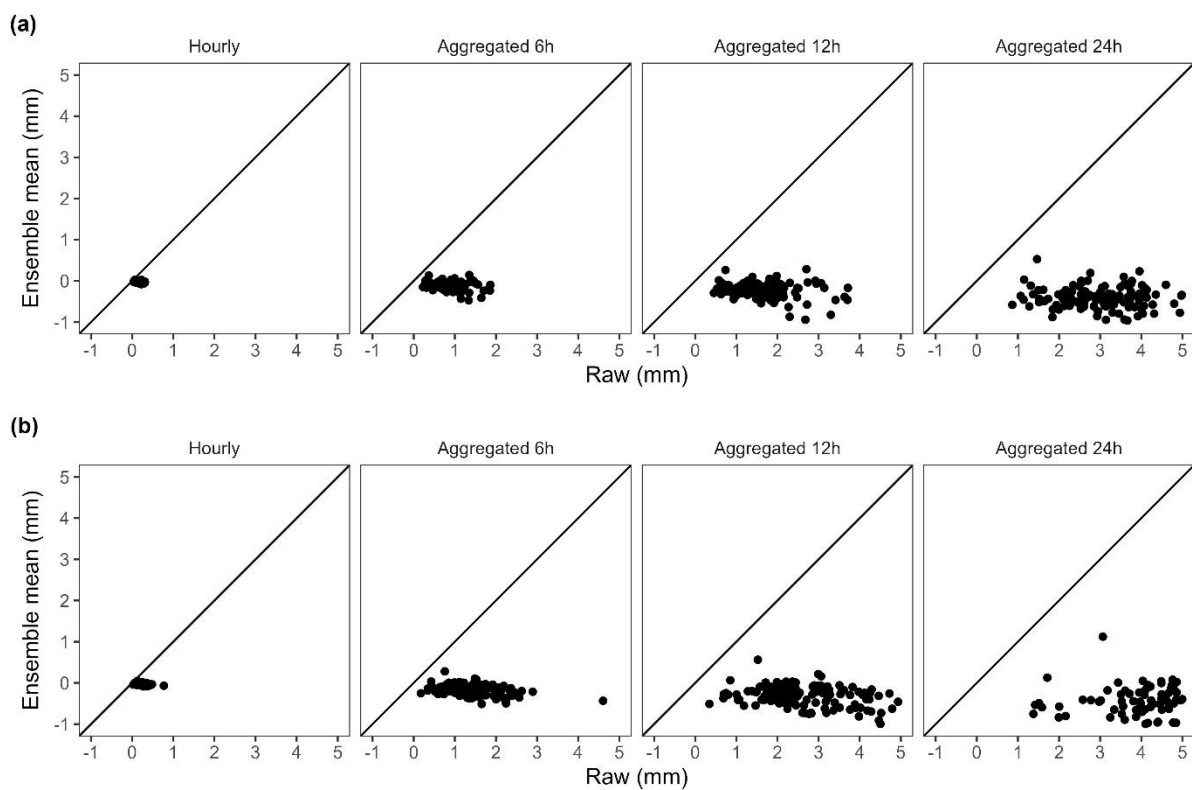 (a)
Hourly Aggregated 6h Aggregated 12h Aggregated 24h
5
4
3
2
1
0
-1
Ensemble mean (mm)
-1 0 1 2 3 4 5 -1 0 1 2 3 4 5 -1 0 1 2 3 4 5 -1 0 1 2 3 4 5
Raw (mm)
(b)
Hourly Aggregated 6h Aggregated 12h Aggregated 24h
5
4
3
2
1
0
-1
Ensemble mean (mm)
-1 0 1 2 3 4 5 -1 0 1 2 3 4 5 -1 0 1 2 3 4 5 -1 0 1 2 3 4 5
Raw (mm)